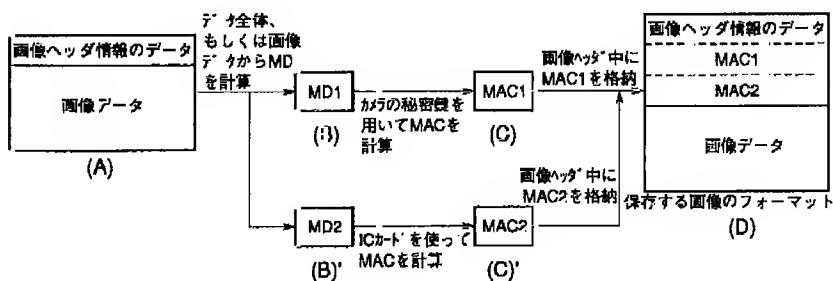 画像ヘッダ情報のデータ
画像データ
(A)
データ全体、
もしくは画像
データからMD
を計算
MD1
(B)
カメラの秘密機を
用いてMACを
計算
MAC1
(C)
画像ヘッダ中に
MAC1を格納
MD2
(B)'
ICカードを使って
MACを計算
MAC2
(C)'
画像ヘッダ中に
MAC2を格納
画像ヘッダ情報のデータ
MAC1
MAC2
画像データ
保存する画像のフォーマット
(D)